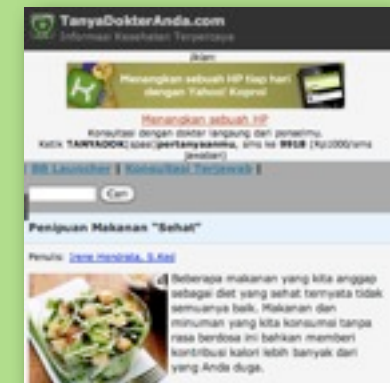 TanyaDokterAnda.com
Informasi Kesehatan Terpercaya
Iklan:
Menangkan sebuah HP tiap hari
dengan Yahoo! Koprol
Menangkan sebuah HP
Konsultasi dengan dokter langsung dari ponselmu.
Ketik TANYADOK(spasi)pertanyaanmu, sms ke 9818 (Rp1000/sms
jawaban)
BB Launcher | Konsultasi Terjawab |
Cari
Penipuan Makanan "Sehat"
Penulis: Irene Hendrata, S.Ked
Beberapa makanan yang kita anggap
sebagai diet yang sehat ternyata tidak
semuanya baik. Makanan dan
minuman yang kita konsumsi tanpa
rasa berdosa ini bahkan memberi
kontribusi kalori lebih banyak dari
yang Anda duga.